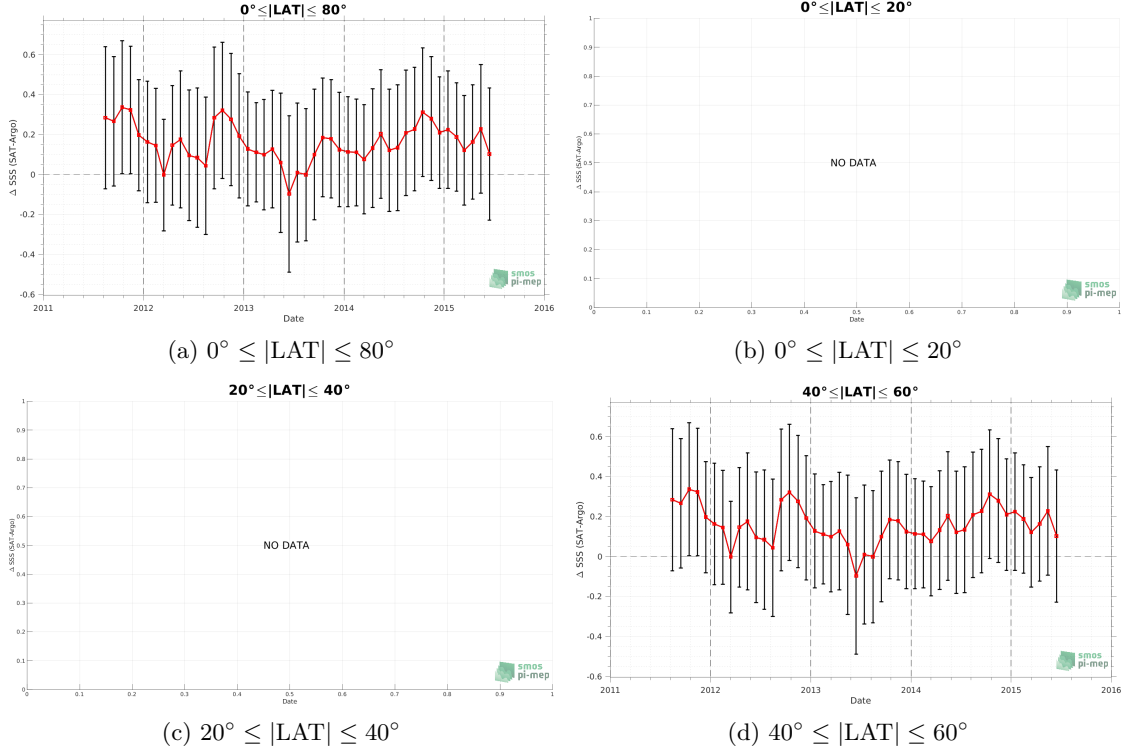 0°≤|LAT|≤ 80°
Δ SSS (SAT-Argo)
0.6
0.4
0.2
0
-0.2
-0.4
-0.6
2011 2012 2013 2014 2015 2016
Date
smos
pi-mep
(a) 0° ≤ |LAT| ≤ 80°
0°≤|LAT|≤ 20°
Δ SSS (SAT-Argo)
1
0.9
0.8
0.7
0.6
0.5
0.4
0.3
0.2
0.1
0
NO DATA
0 0.1 0.2 0.3 0.4 0.5 0.6 0.7 0.8 0.9 1
Date
smos
pi-mep
(b) 0° ≤ |LAT| ≤ 20°
20°≤|LAT|≤ 40°
Δ SSS (SAT-Argo)
1
0.9
0.8
0.7
0.6
0.5
0.4
0.3
0.2
0.1
0
NO DATA
0 0.1 0.2 0.3 0.4 0.5 0.6 0.7 0.8 0.9 1
Date
smos
pi-mep
(c) 20° ≤ |LAT| ≤ 40°
40°≤|LAT|≤ 60°
Δ SSS (SAT-Argo)
0.6
0.4
0.2
0
-0.2
-0.4
-0.6
2011 2012 2013 2014 2015 2016
Date
smos
pi-mep
(d) 40° ≤ |LAT| ≤ 60°